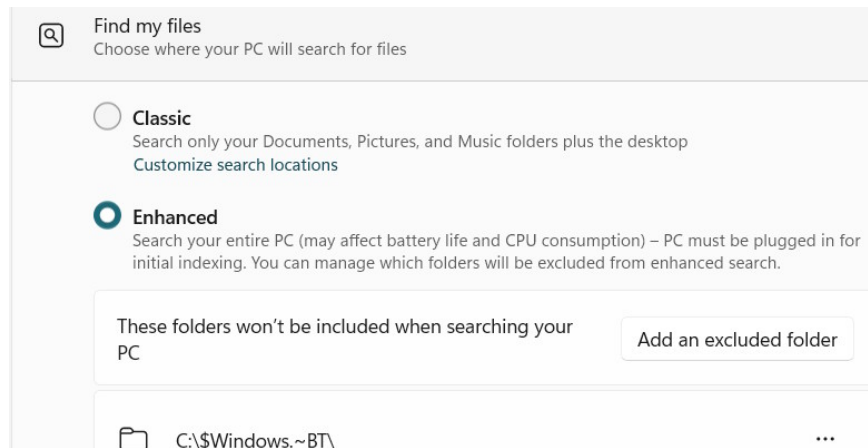 Find my files
Choose where your PC will search for files
Classic
Search only your Documents, Pictures, and Music folders plus the desktop
Customize search locations
Enhanced
Search your entire PC (may affect battery life and CPU consumption) – PC must be plugged in for
initial indexing. You can manage which folders will be excluded from enhanced search.
These folders won't be included when searching your
PC
Add an excluded folder
C:\$Windows.~BT\